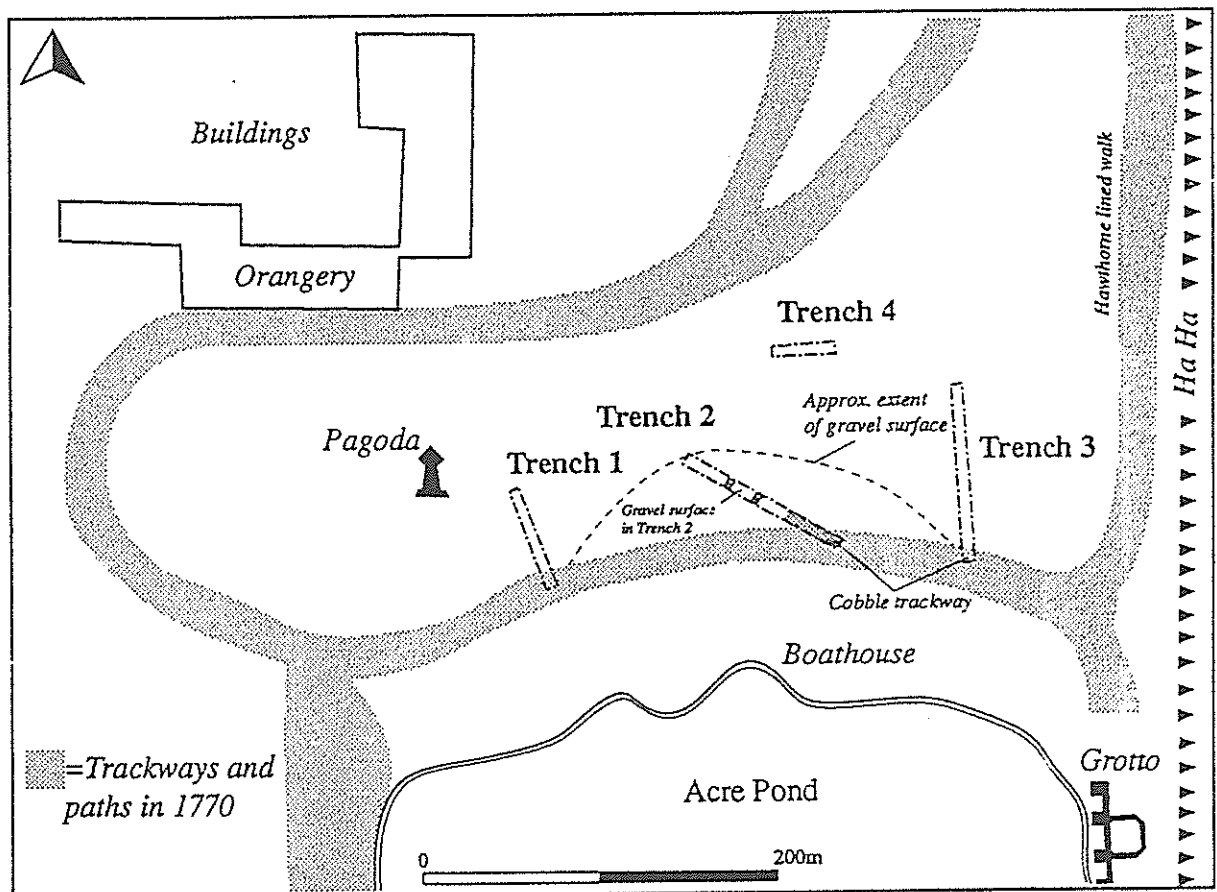 Buildings
Orangery
Hawthorne lined walk
Ha Ha
Trench 4
Approx. extent
of gravel surface
Trench 2
Pagoda
Trench 1
Trench 3
Gravel surface
in Trench 2
Cobble trackway
Boathouse
Grotto
=Trackways and
paths in 1770
Acre Pond
0
200m